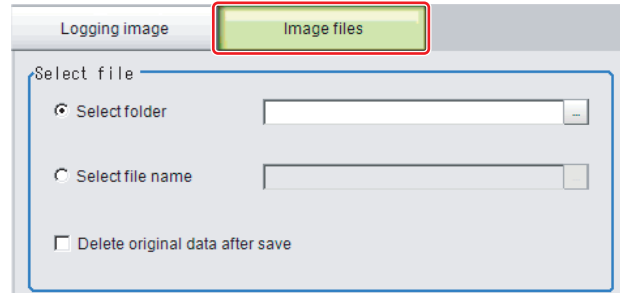 Logging image
Image files
Select file
Select folder
...
Select file name
...
Delete original data after save